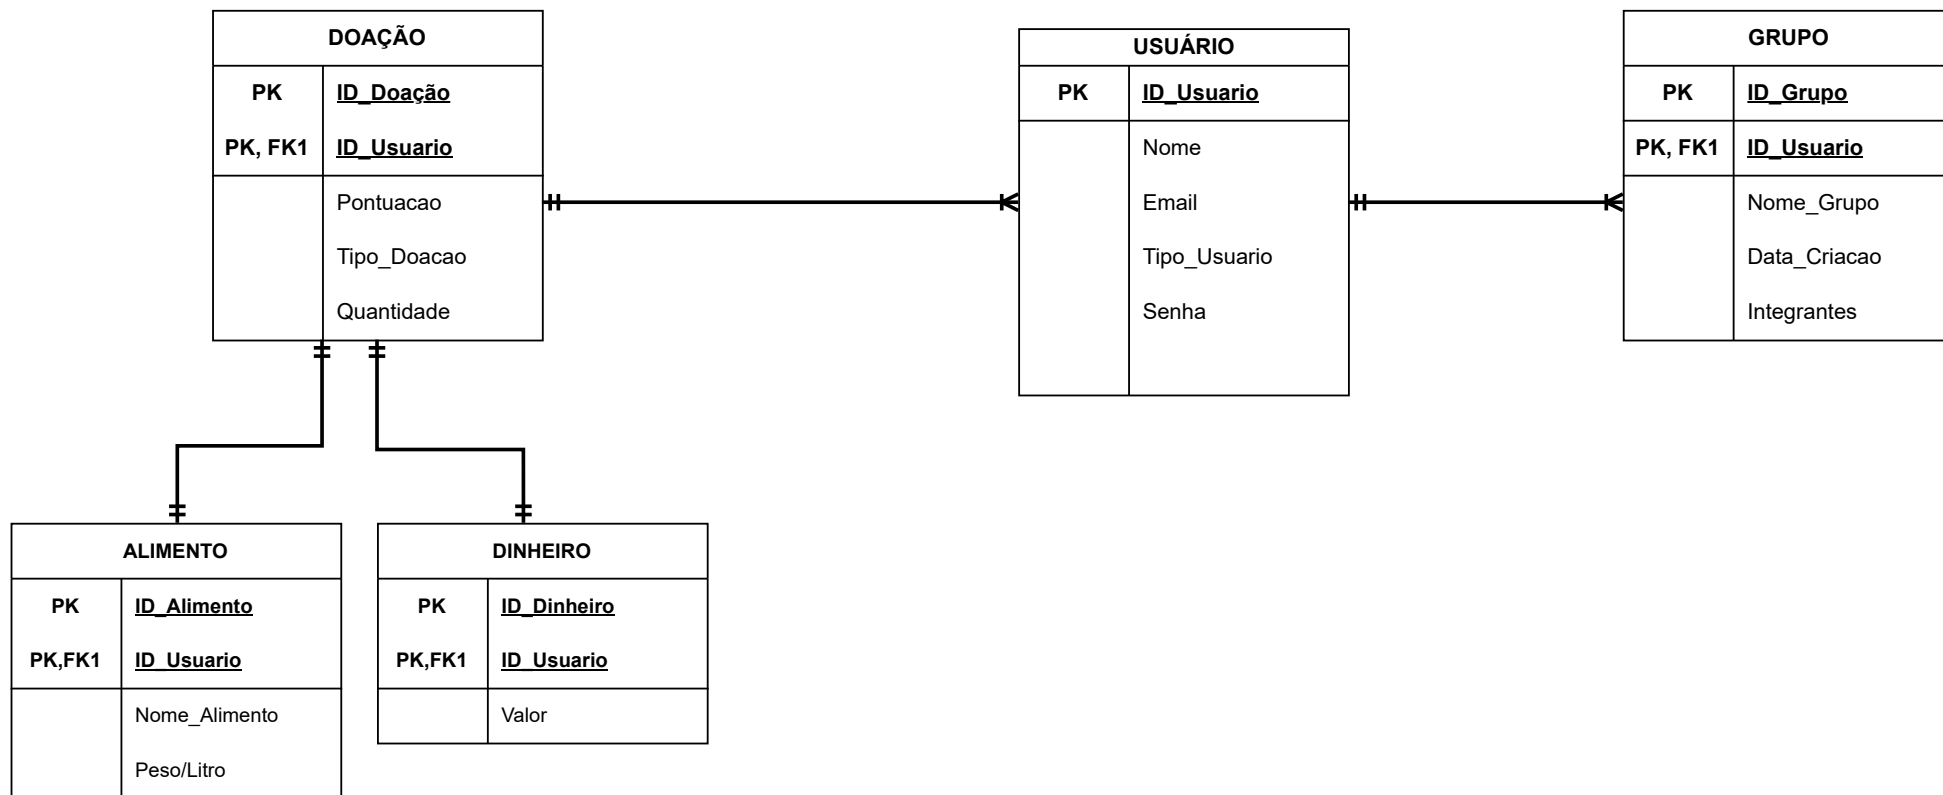 DOAÇÃO
PK ID_Doação
PK, FK1 ID_Usuario
Pontuacao
Tipo_Doacao
Quantidade
USUÁRIO
PK ID_Usuario
Nome
Email
Tipo_Usuario
Senha
GRUPO
PK ID_Grupo
PK, FK1 ID_Usuario
Nome_Grupo
Data_Criacao
Integrantes
ALIMENTO
PK ID_Alimento
PK,FK1 ID_Usuario
Nome_Alimento
Peso/Litro
DINHEIRO
PK ID_Dinheiro
PK,FK1 ID_Usuario
Valor